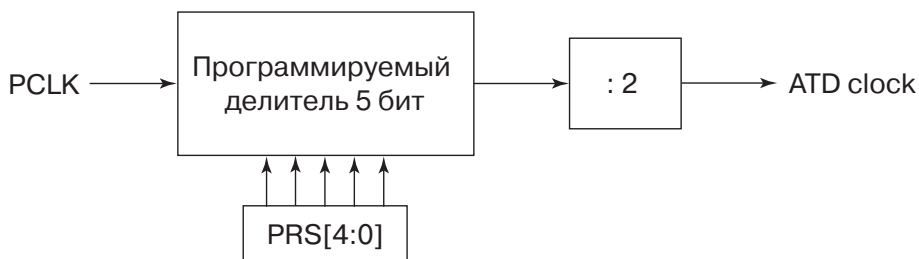 PCLK
Программируемый
делитель 5 бит
: 2
ATD clock
PRS[4:0]